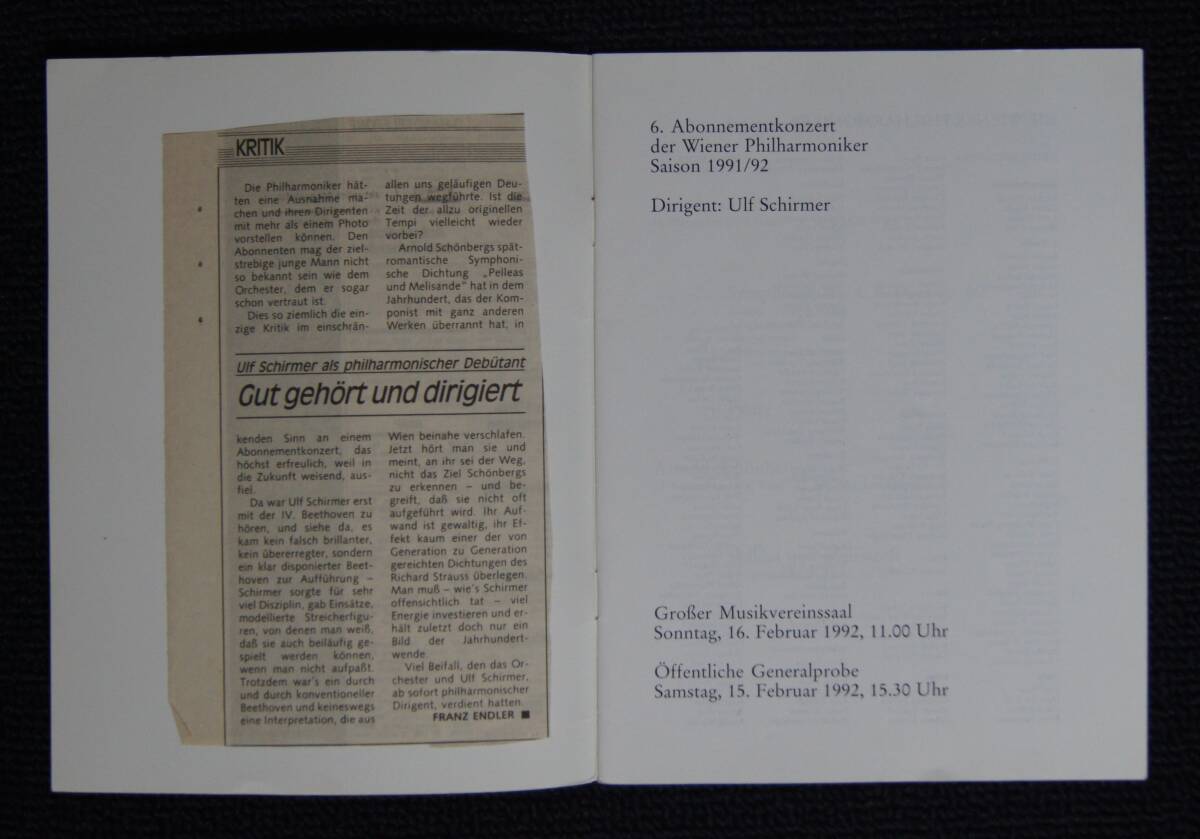 KRITIK
Die Philharmoniker hät-
ten eine Ausnahme ma-
chen und ihren Dirigenten
mit mehr als einem Photo
vorstellen können. Den
Abonnenten mag der ziel-
strebige junge Mann nicht
so bekannt sein wie dem
Orchester, dem er sogar
schon vertraut ist.
Dies so ziemlich die ein-
zige Kritik im einschrän-
Ulf Schirmer als philharmonischer Debütant
Gut gehört und dirigiert
kenden Sinn an einem
Abonnementkonzert, das
höchst erfreulich, weil in
die Zukunft weisend, aus-
fiel.
Da war Ulf Schirmer erst
mit der IV. Beethoven zu
hören, und siehe da, es
kam kein falsch brillanter,
kein übererregter, sondern
ein klar disponierter Beet-
hoven zur Aufführung –
Schirmer sorgte für sehr
viel Disziplin, gab Einsätze,
modellierte Streicherfigu-
ren, von denen man weiß,
daß sie auch beiläufig ge-
spielt werden können,
wenn man nicht aufpaßt.
Trotzdem war's ein durch
und durch konventioneller
Beethoven und keineswegs
eine Interpretation, die aus
allen uns geläufigen Deu-
tungen wegführte. Ist die
Zeit der allzu originellen
Tempi vielleicht wieder
vorbei?
Arnold Schönbergs spät-
romantische Symphoni-
sche Dichtung „Pelleas
und Melisande" hat in dem
Jahrhundert, das der Kom-
ponist mit ganz anderen
Werken überrannt hat, in
Wien beinahe verschlafen.
Jetzt hört man sie und
meint, an ihr sei der Weg,
nicht das Ziel Schönbergs
zu erkennen – und be-
greift, daß sie nicht oft
aufgeführt wird. Ihr Auf-
wand ist gewaltig, ihr Ef-
fekt kaum einer der von
Generation zu Generation
gereichten Dichtungen des
Richard Strauss überlegen.
Man muß – wie's Schirmer
offensichtlich tat – viel
Energie investieren und er-
hält zuletzt doch nur ein
Bild der Jahrhundert-
wende.
Viel Beifall, den das Or-
chester und Ulf Schirmer,
ab sofort philharmonischer
Dirigent, verdient hatten.
FRANZ ENDLER ■
6. Abonnementkonzert
der Wiener Philharmoniker
Saison 1991/92
Dirigent: Ulf Schirmer
Großer Musikvereinssaal
Sonntag, 16. Februar 1992, 11.00 Uhr
Öffentliche Generalprobe
Samstag, 15. Februar 1992, 15.30 Uhr